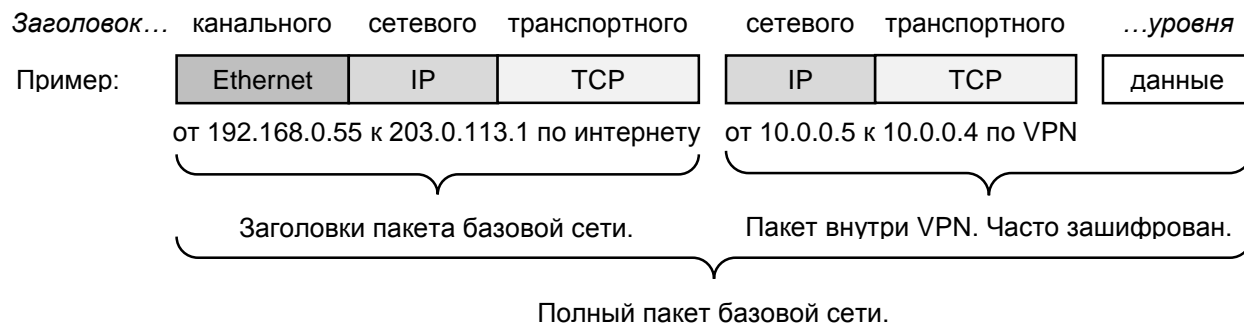 Заголовок… канального сетевого транспортного сетевого транспортного …уровня
Пример: Ethernet IP TCP IP TCP данные
от 192.168.0.55 к 203.0.113.1 по интернету от 10.0.0.5 к 10.0.0.4 по VPN
Заголовки пакета базовой сети. Пакет внутри VPN. Часто зашифрован.
Полный пакет базовой сети.